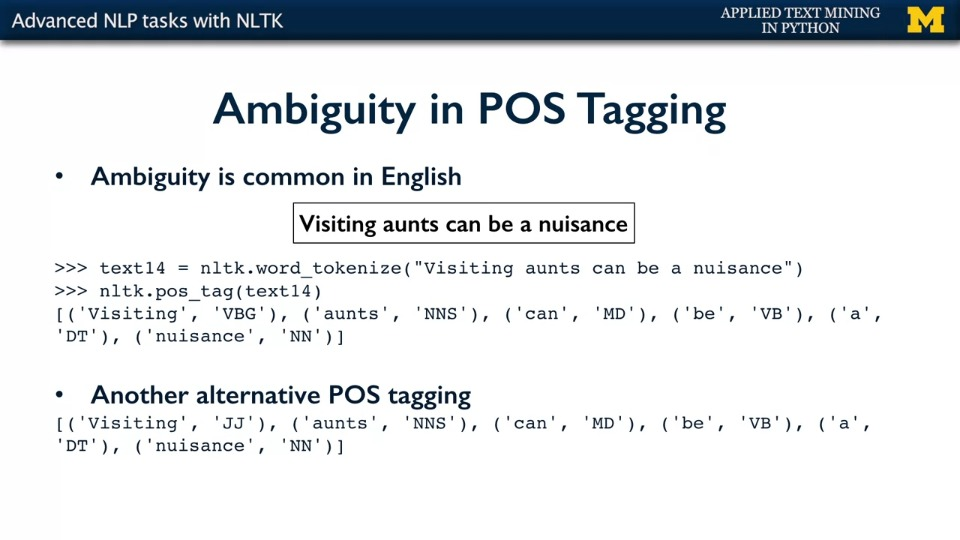 Advanced NLP tasks with NLTK
APPLIED TEXT MINING
IN PYTHON
M
Ambiguity in POS Tagging
• Ambiguity is common in English
Visiting aunts can be a nuisance
>>> text14 = nltk.word_tokenize("Visiting aunts can be a nuisance")
>>> nltk.pos_tag(text14)
[('Visiting', 'VBG'), ('aunts', 'NNS'), ('can', 'MD'), ('be', 'VB'), ('a',
'DT'), ('nuisance', 'NN')]
• Another alternative POS tagging
[('Visiting', 'JJ'), ('aunts', 'NNS'), ('can', 'MD'), ('be', 'VB'), ('a',
'DT'), ('nuisance', 'NN')]